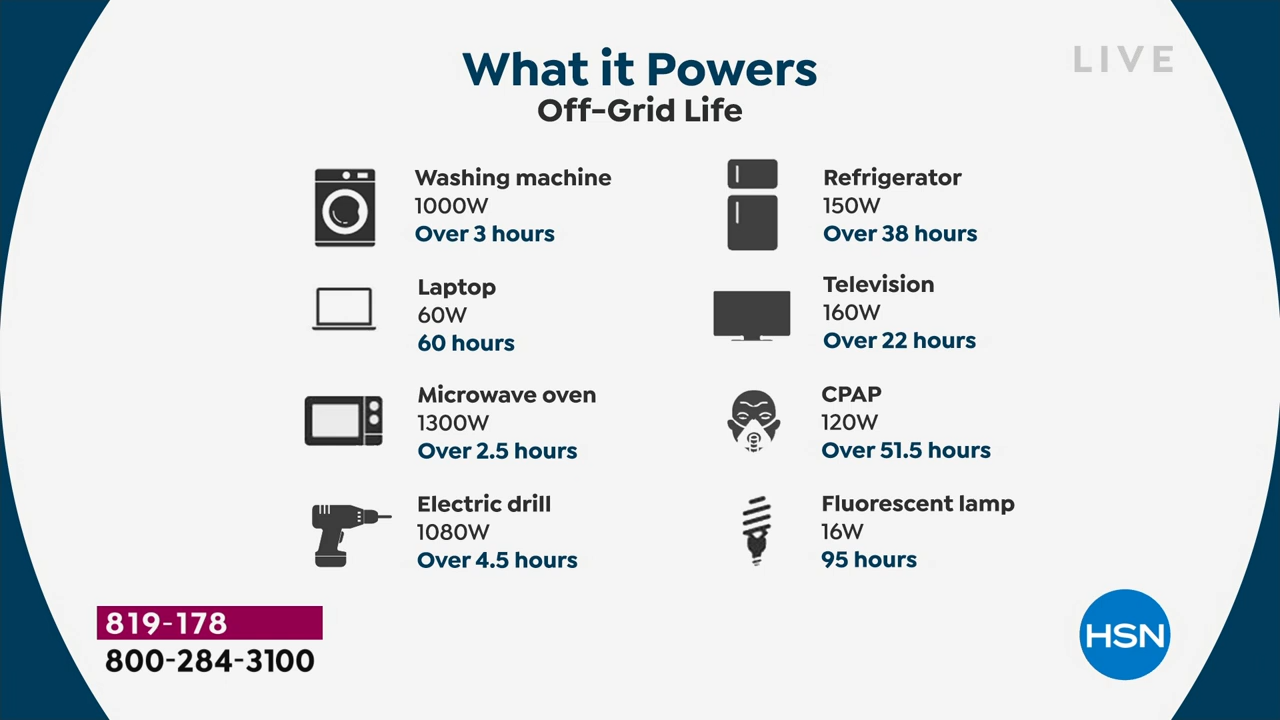 What it Powers
Off-Grid Life
LIVE
Washing machine
1000W
Over 3 hours
Refrigerator
150W
Over 38 hours
Laptop
60W
60 hours
Television
160W
Over 22 hours
Microwave oven
1300W
Over 2.5 hours
CPAP
120W
Over 51.5 hours
Electric drill
1080W
Over 4.5 hours
Fluorescent lamp
16W
95 hours
819-178
800-284-3100
HSN